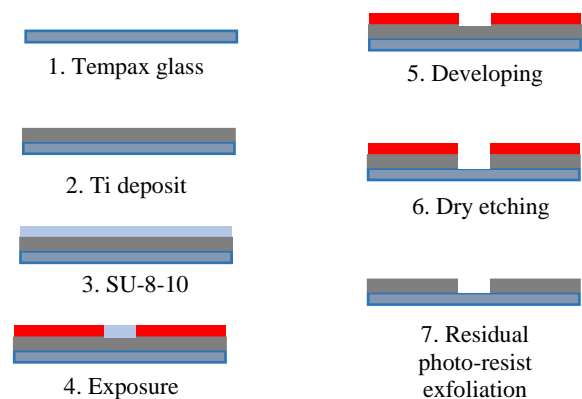 1. Tempax glass
2. Ti deposit
3. SU-8-10
4. Exposure
5. Developing
6. Dry etching
7. Residual
photo-resist
exfoliation